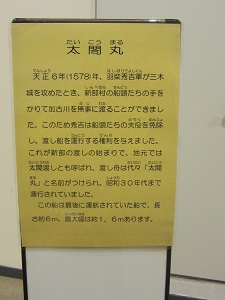 たい こう まる
太閤丸
天正６年(1578)年、羽柴秀吉軍が三木
城を攻めたとき、新部村の船頭たちの手を
かりて加古川を無事に渡ることができまし
た。このため秀吉は船頭たちの夫役を免除
し、渡し船を運行する権利を与えました。
これが新部の渡しの始まりで、地元では
太閤渡しとも呼ばれ、渡し舟は代々「太閤
丸」と名前がつけられ、昭和３０年代まで
運行されていました。
この船は最後に運航されていた船で、長
さ約６ｍ、最大幅は約１．６ｍあります。